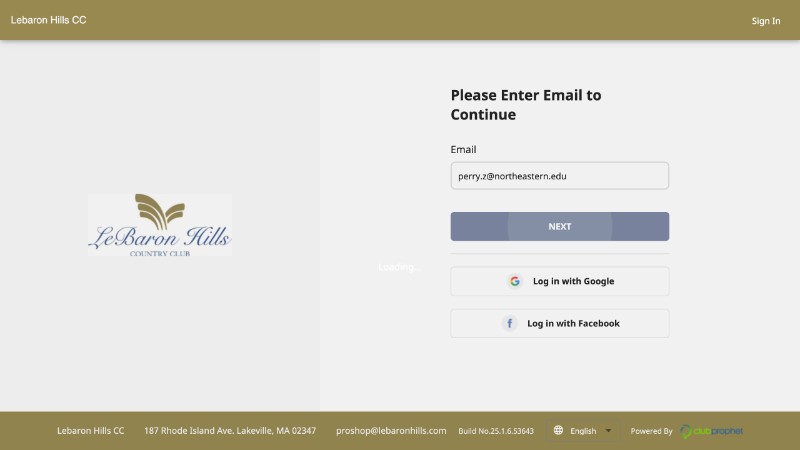 Lebaron Hills CC
Sign In
Please Enter Email to
Continue
Email
perry.z@northeastern.edu
NEXT
LeBaron Hills
COUNTRY CLUB
Loading...
Log in with Google
Log in with Facebook
Lebaron Hills CC
187 Rhode Island Ave. Lakeville, MA 02347
proshop@lebaronhills.com
Build No.25.1.6.53643
English
Powered By
clubprophet